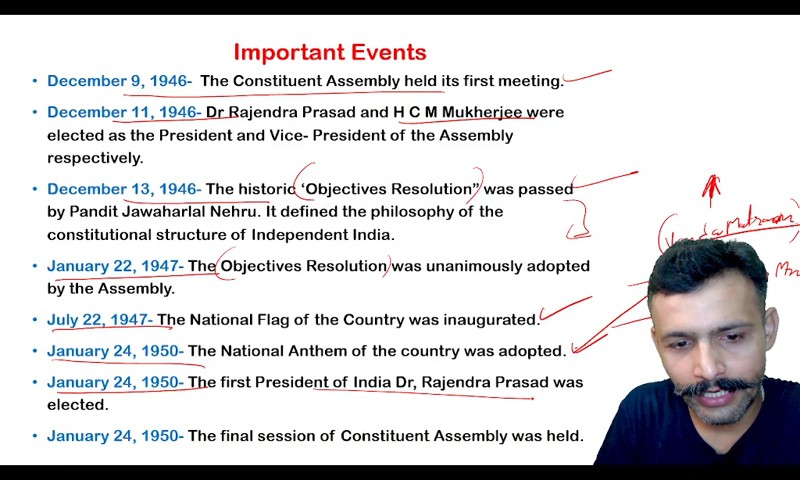 Important Events
• December 9, 1946- The Constituent Assembly held its first meeting.
• December 11, 1946- Dr Rajendra Prasad and H C M Mukherjee were
elected as the President and Vice- President of the Assembly
respectively.
• December 13, 1946- The historic ‘Objectives Resolution” was passed
by Pandit Jawaharlal Nehru. It defined the philosophy of the
constitutional structure of Independent India.
• January 22, 1947- The Objectives Resolution was unanimously adopted
by the Assembly.
• July 22, 1947- The National Flag of the Country was inaugurated.
• January 24, 1950- The National Anthem of the country was adopted.
• January 24, 1950- The first President of India Dr, Rajendra Prasad was
elected.
• January 24, 1950- The final session of Constituent Assembly was held.